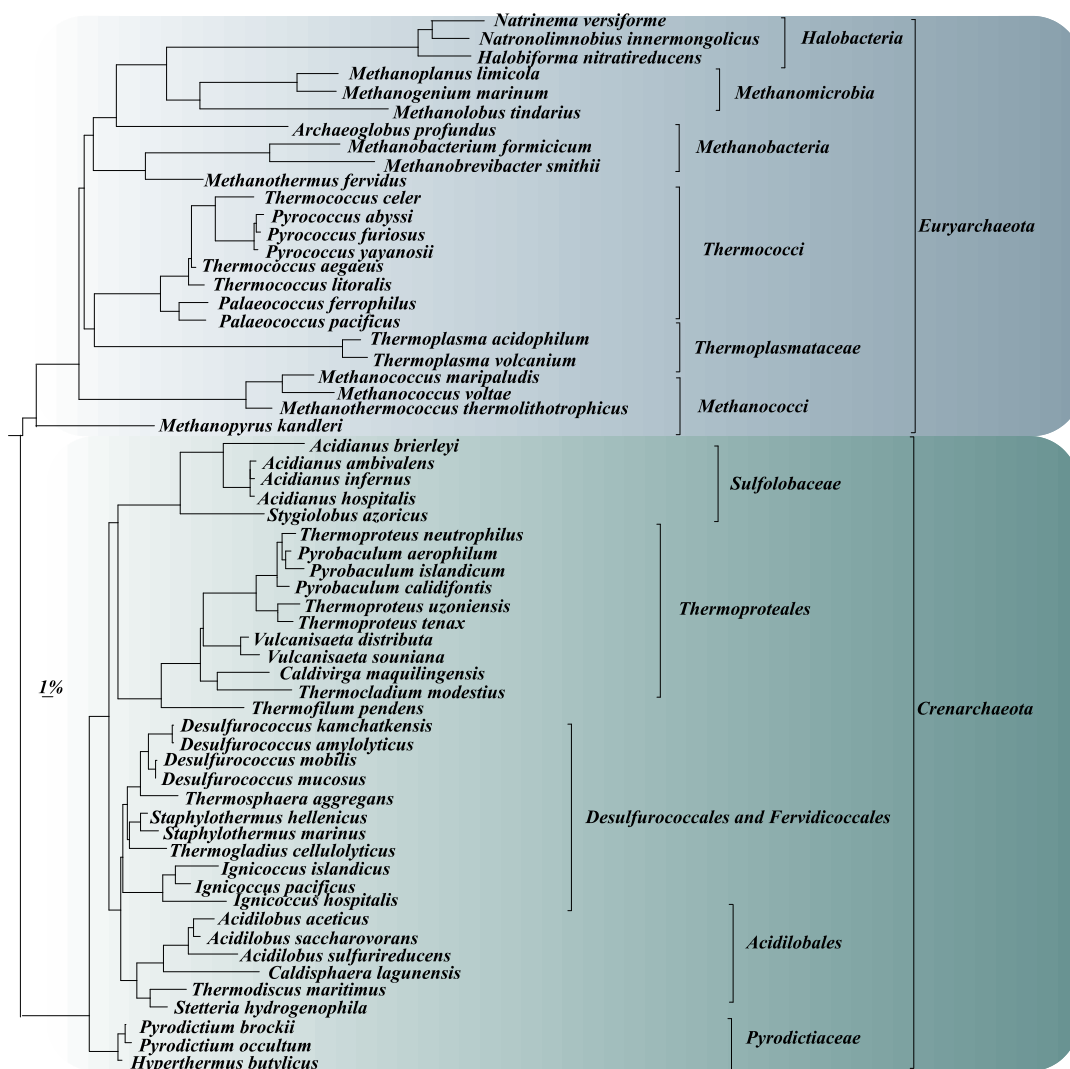 Natrinema versiforme
Natronolimnobius innermongolicus
Halobiforma nitratireducens
Halobacteria
Methanoplanus limicola
Methanogenium marinum
Methanolobus tindarius
Methanomicrobia
Archaeoglobus profundus
Methanobacterium formicicum
Methanobrevibacter smithii
Methanothermus fervidus
Methanobacteria
Thermococcus celer
Pyrococcus abyssi
Pyrococcus furiosus
Pyrococcus yayanosii
Thermococcus aegaeus
Thermococcus litoralis
Palaeococcus ferrophilus
Palaeococcus pacificus
Thermococci
Euryarchaeota
Thermoplasma acidophilum
Thermoplasma volcanium
Thermoplasmataceae
Methanococcus maripaludis
Methanococcus voltae
Methanothermococcus thermolithotrophicus
Methanopyrus kandleri
Methanococci
Acidianus brierleyi
Acidianus ambivalens
Acidianus infernus
Acidianus hospitalis
Stygiolobus azoricus
Sulfolobaceae
Thermoproteus neutrophilus
Pyrobaculum aerophilum
Pyrobaculum islandicum
Pyrobaculum calidifontis
Thermoproteus uzoniensis
Thermoproteus tenax
Vulcanisaeta distributa
Vulcanisaeta souniana
Caldivirga maquilingensis
Thermocladium modestius
Thermoproteales
1%
Thermofilum pendens
Crenarchaeota
Desulfurococcus kamchatkensis
Desulfurococcus amylolyticus
Desulfurococcus mobilis
Desulfurococcus mucosus
Thermosphaera aggregans
Staphylothermus hellenicus
Staphylothermus marinus
Thermogladius cellulolyticus
Ignicoccus islandicus
Ignicoccus pacificus
Ignicoccus hospitalis
Desulfurococcales and Fervidicoccales
Acidilobus aceticus
Acidilobus saccharovorans
Acidilobus sulfurireducens
Caldisphaera lagunensis
Thermodiscus maritimus
Stetteria hydrogenophila
Acidilobales
Pyrodictium brockii
Pyrodictium occultum
Hyperthermus butylicus
Pyrodictiaceae